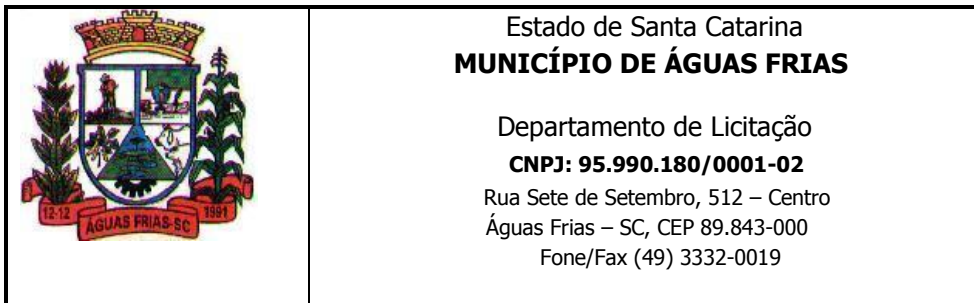 12-12
ÁGUAS FRIAS-SC
1991
Estado de Santa Catarina
MUNICÍPIO DE ÁGUAS FRIAS
Departamento de Licitação
CNPJ: 95.990.180/0001-02
Rua Sete de Setembro, 512 – Centro
Águas Frias – SC, CEP 89.843-000
Fone/Fax (49) 3332-0019